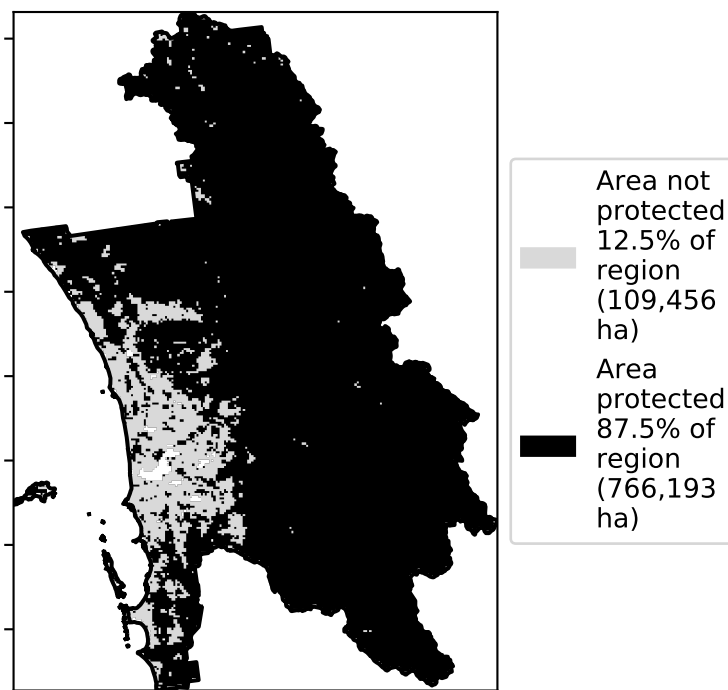 Area not
protected
12.5% of
region
(109,456
ha)
Area
protected
87.5% of
region
(766,193
ha)